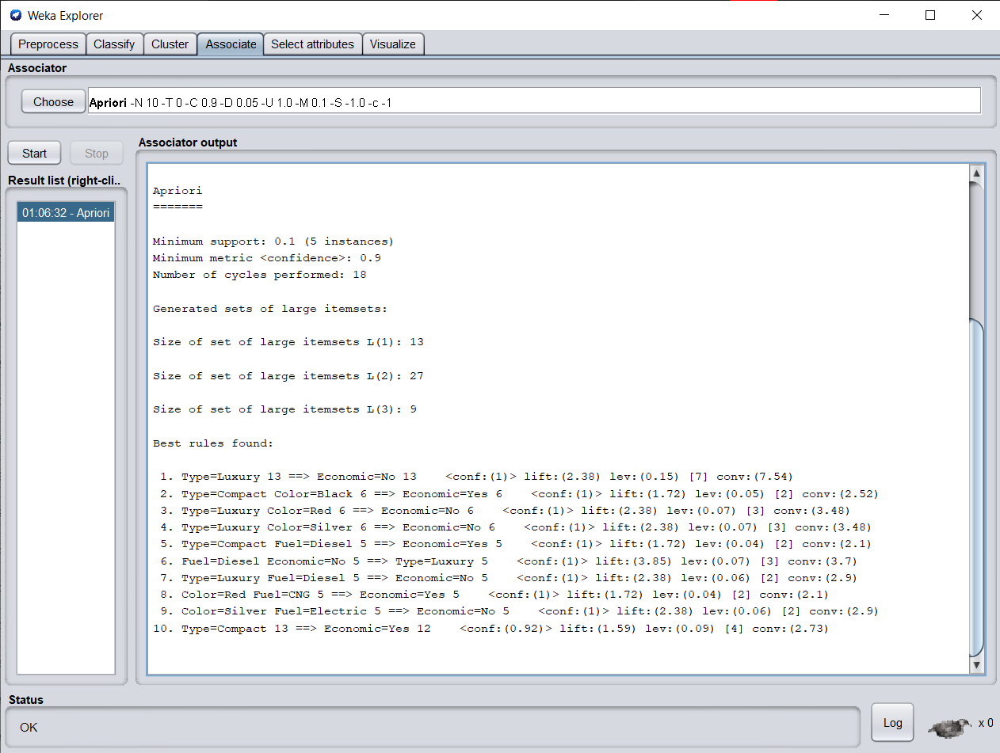 Weka Explorer
Preprocess Classify Cluster Associate Select attributes Visualize
Associator
Choose Apriori -N 10 -T 0 -C 0.9 -D 0.05 -U 1.0 -M 0.1 -S -1.0 -c -1
Start Stop
Associator output
Result list (right-cli..
01:06:32 - Apriori
Apriori
=======
Minimum support: 0.1 (5 instances)
Minimum metric <confidence>: 0.9
Number of cycles performed: 18
Generated sets of large itemsets:
Size of set of large itemsets L(1): 13
Size of set of large itemsets L(2): 27
Size of set of large itemsets L(3): 9
Best rules found:
1. Type=Luxury 13 ==> Economic=No 13    <conf:(1)> lift:(2.38) lev:(0.15) [7] conv:(7.54)
2. Type=Compact Color=Black 6 ==> Economic=Yes 6    <conf:(1)> lift:(1.72) lev:(0.05) [2] conv:(2.52)
3. Type=Luxury Color=Red 6 ==> Economic=No 6    <conf:(1)> lift:(2.38) lev:(0.07) [3] conv:(3.48)
4. Type=Luxury Color=Silver 6 ==> Economic=No 6    <conf:(1)> lift:(2.38) lev:(0.07) [3] conv:(3.48)
5. Type=Compact Fuel=Diesel 5 ==> Economic=Yes 5    <conf:(1)> lift:(1.72) lev:(0.04) [2] conv:(2.1)
6. Fuel=Diesel Economic=No 5 ==> Type=Luxury 5    <conf:(1)> lift:(3.85) lev:(0.07) [3] conv:(3.7)
7. Type=Luxury Fuel=Diesel 5 ==> Economic=No 5    <conf:(1)> lift:(2.38) lev:(0.06) [2] conv:(2.9)
8. Color=Red Fuel=CNG 5 ==> Economic=Yes 5    <conf:(1)> lift:(1.72) lev:(0.04) [2] conv:(2.1)
9. Color=Silver Fuel=Electric 5 ==> Economic=No 5    <conf:(1)> lift:(2.38) lev:(0.06) [2] conv:(2.9)
10. Type=Compact 13 ==> Economic=Yes 12    <conf:(0.92)> lift:(1.59) lev:(0.09) [4] conv:(2.73)
Status
OK
Log
x 0